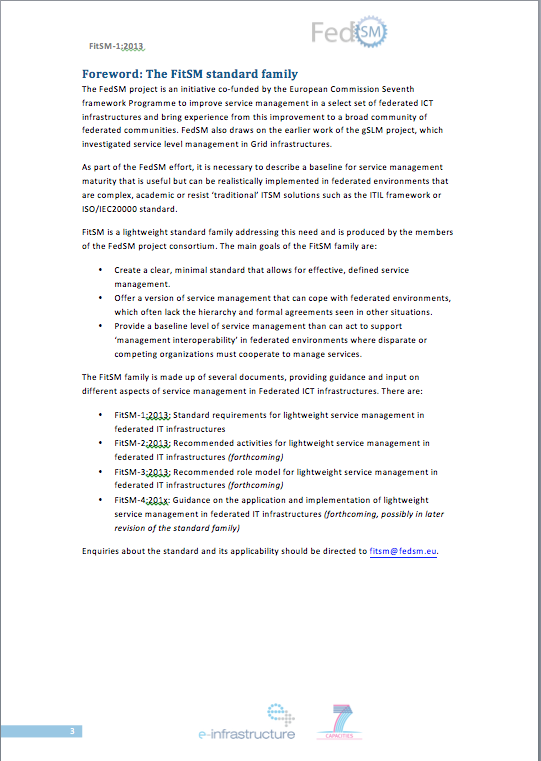 FedSM
FitSM-1:2013
Foreword: The FitSM standard family
The FedSM project is an initiative co-funded by the European Commission Seventh
framework Programme to improve service management in a select set of federated ICT
infrastructures and bring experience from this improvement to a broad community of
federated communities. FedSM also draws on the earlier work of the gSLM project, which
investigated service level management in Grid infrastructures.
As part of the FedSM effort, it is necessary to describe a baseline for service management
maturity that is useful but can be realistically implemented in federated environments that
are complex, academic or resist ‘traditional’ ITSM solutions such as the ITIL framework or
ISO/IEC20000 standard.
FitSM is a lightweight standard family addressing this need and is produced by the members
of the FedSM project consortium. The main goals of the FitSM family are:
• Create a clear, minimal standard that allows for effective, defined service
management.
• Offer a version of service management that can cope with federated environments,
which often lack the hierarchy and formal agreements seen in other situations.
• Provide a baseline level of service management than can act to support
‘management interoperability’ in federated environments where disparate or
competing organizations must cooperate to manage services.
The FitSM family is made up of several documents, providing guidance and input on
different aspects of service management in Federated ICT infrastructures. There are:
• FitSM-1:2013: Standard requirements for lightweight service management in
federated IT infrastructures
• FitSM-2:2013: Recommended activities for lightweight service management in
federated IT infrastructures (forthcoming)
• FitSM-3:2013: Recommended role model for lightweight service management in
federated IT infrastructures (forthcoming)
• FitSM-4:201x: Guidance on the application and implementation of lightweight
service management in federated IT infrastructures (forthcoming, possibly in later
revision of the standard family)
Enquiries about the standard and its applicability should be directed to fitsm@fedsm.eu.
3
e-infrastructure
7
CAPACITIES